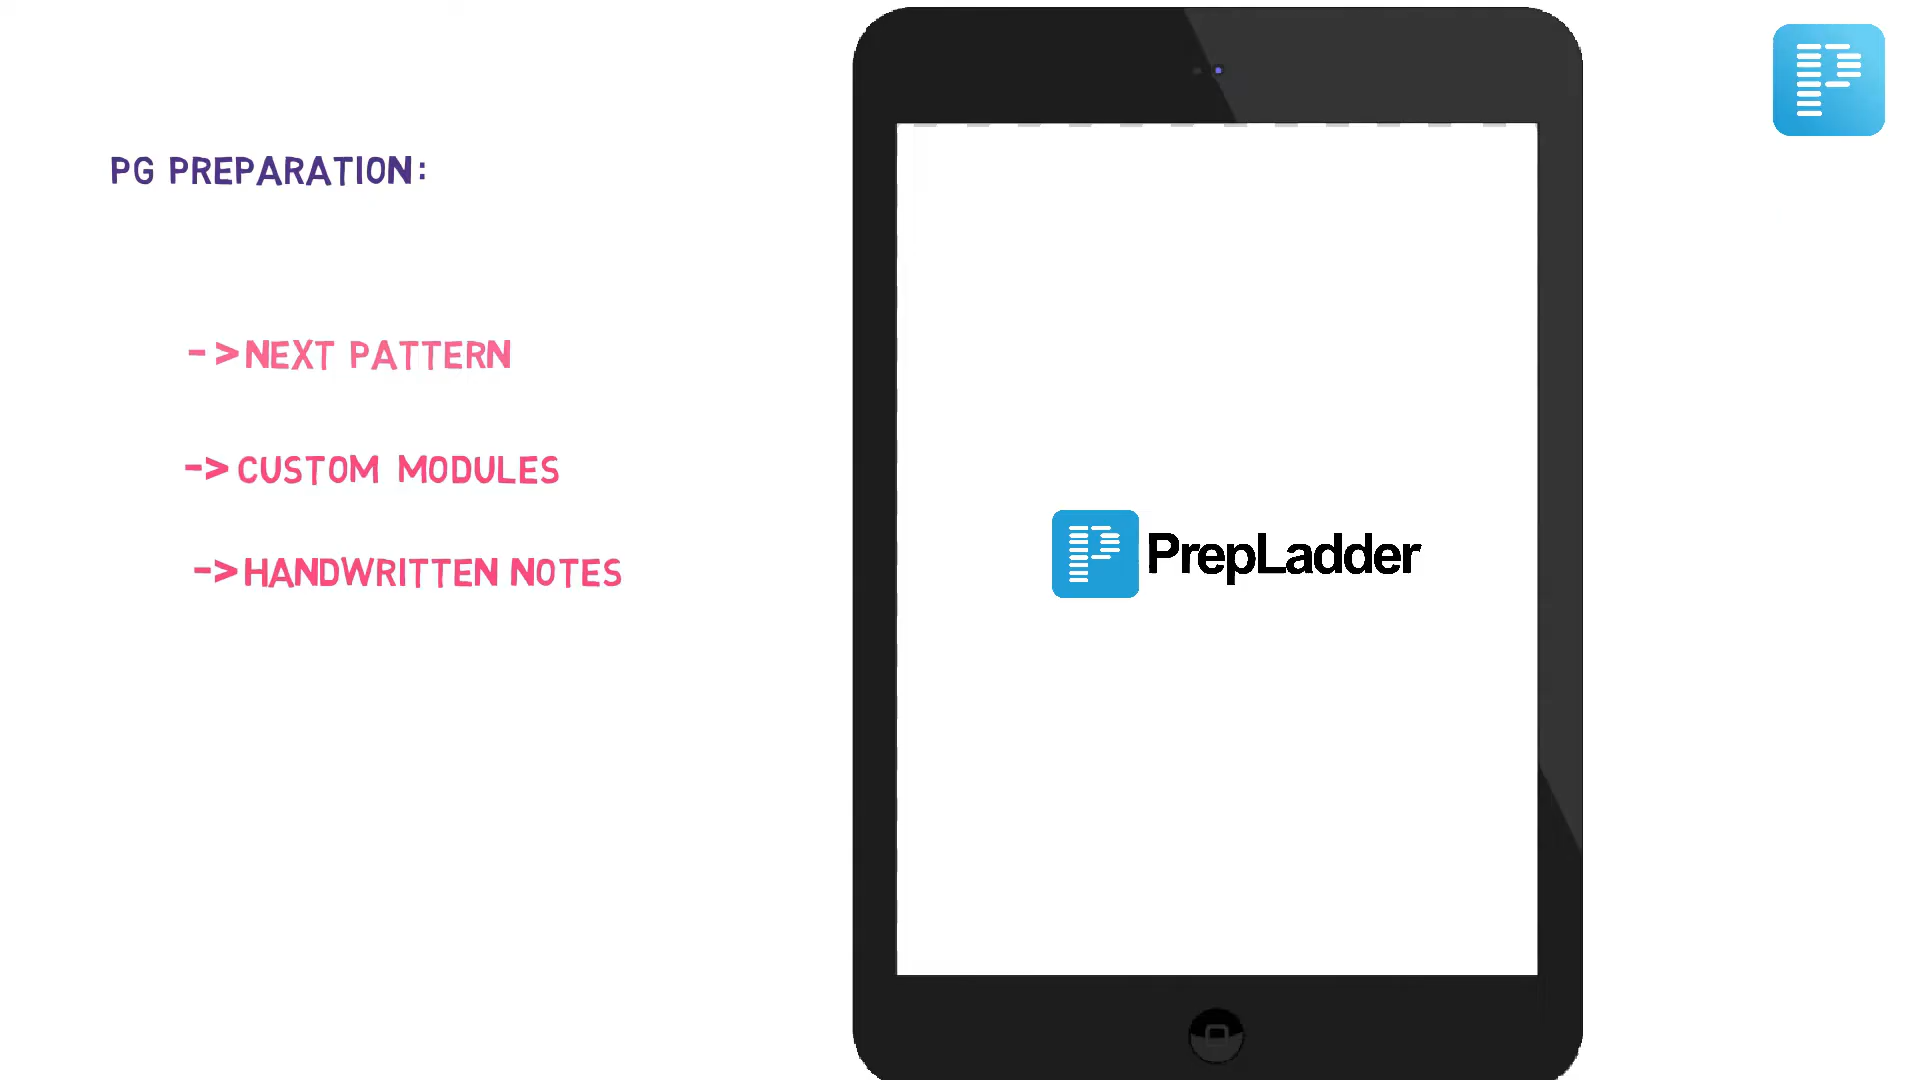 PG PREPARATION:
->NEXT PATTERN
->CUSTOM MODULES
->HANDWRITTEN NOTES
PrepLadder